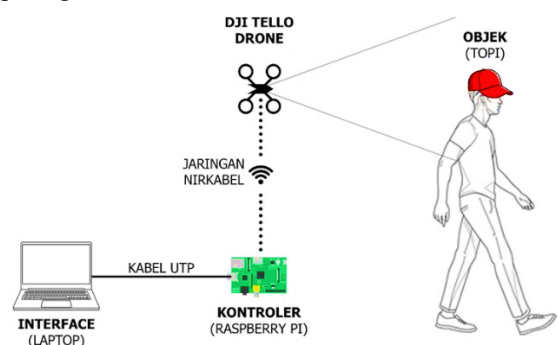 DJI TELLO
DRONE
OBJEK
(TOPI)
JARINGAN
NIRKABEL
KABEL UTP
INTERFACE
(LAPTOP)
KONTROLER
(RASPBERRY PI)